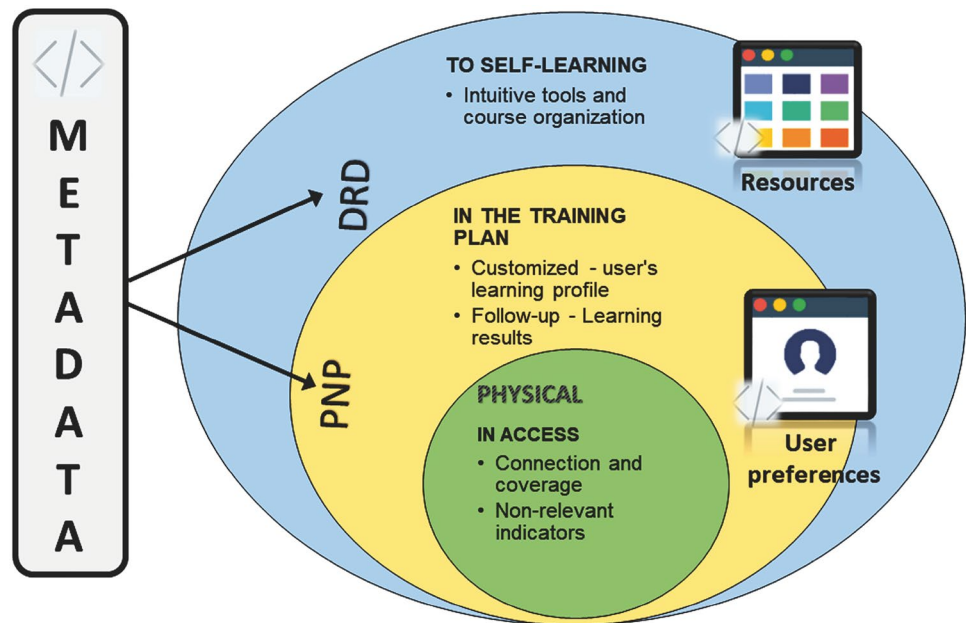 </>
METADATA
DRD
PNP
TO SELF-LEARNING
• Intuitive tools and
course organization
</>
Resources
IN THE TRAINING
PLAN
• Customized - user's
learning profile
• Follow-up - Learning
results
</>
User
preferences
PHYSICAL
IN ACCESS
• Connection and
coverage
• Non-relevant
indicators